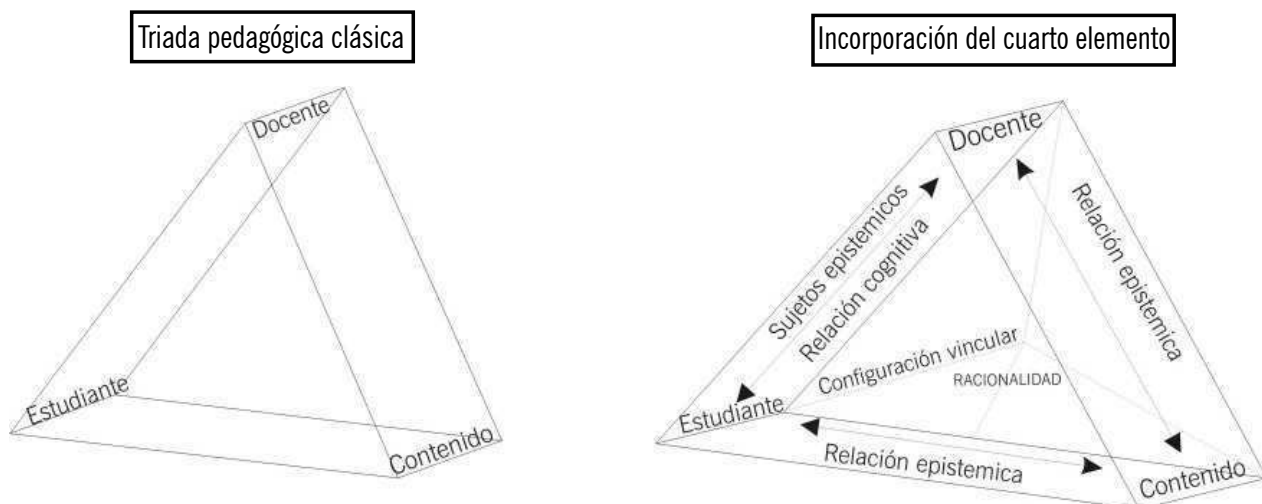 Triada pedagógica clásica
Docente
Estudiante
Contenido
Incorporación del cuarto elemento
Docente
Sujetos epistemicos
Relación cognitiva
Relación epistemica
Configuración vincular
RACIONALIDAD
Estudiante
Relación epistemica
Contenido